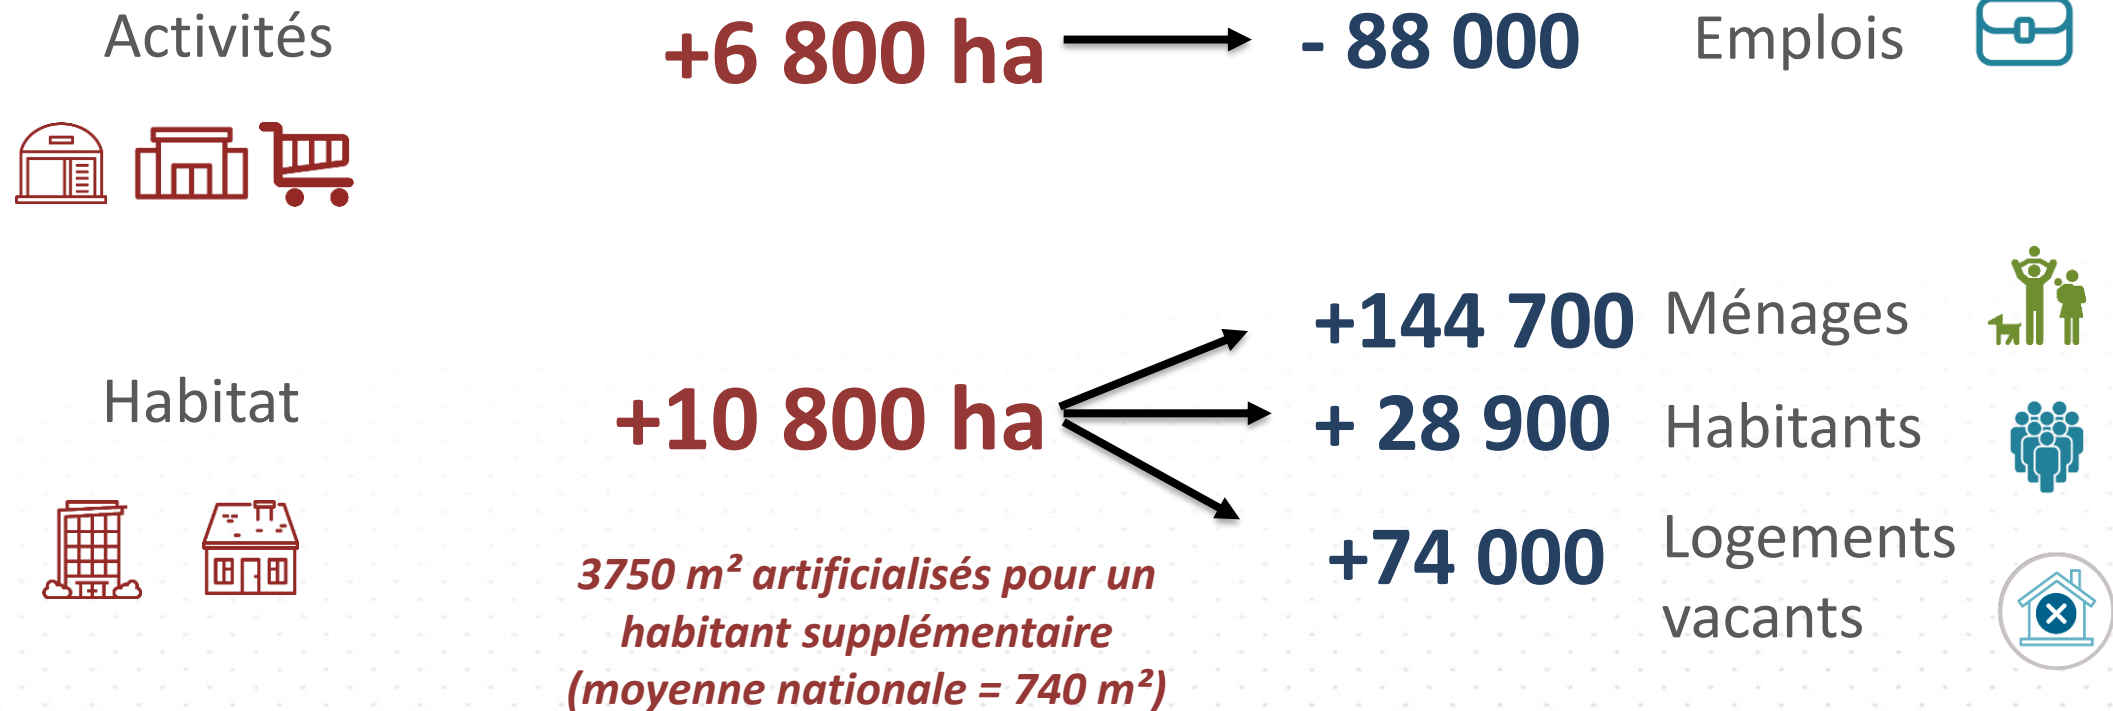 Activités
+6 800 ha
- 88 000
Emplois
Habitat
+10 800 ha
+144 700
Ménages
+ 28 900
Habitants
+74 000
Logements
vacants
3750 m² artificialisés pour un
habitant supplémentaire
(moyenne nationale = 740 m²)